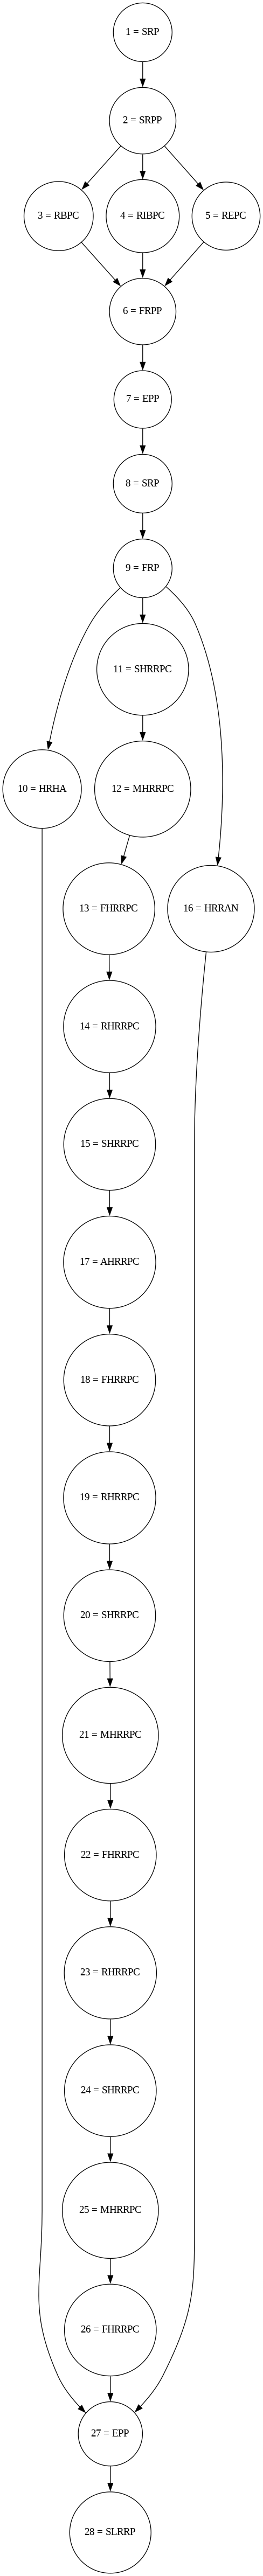 1 = SRP
2 = SRPP
3 = RBPC
4 = RIBPC
5 = REPC
6 = FRPP
7 = EPP
8 = SRP
9 = FRP
11 = SHRRPC
10 = HRHA
12 = MHRRPC
13 = FHRRPC
16 = HRRAN
14 = RHRRPC
15 = SHRRPC
17 = AHRRPC
18 = FHRRPC
19 = RHRRPC
20 = SHRRPC
21 = MHRRPC
22 = FHRRPC
23 = RHRRPC
24 = SHRRPC
25 = MHRRPC
26 = FHRRPC
27 = EPP
28 = SLRRP